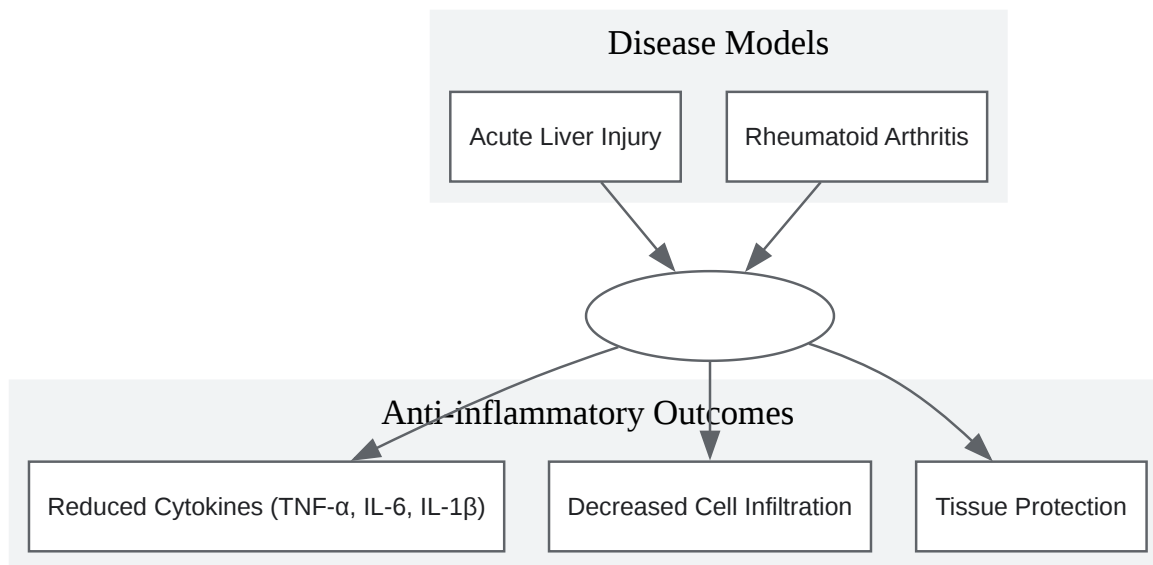 Disease Models
Acute Liver Injury
Rheumatoid Arthritis
Anti-inflammatory Outcomes
Reduced Cytokines (TNF-α, IL-6, IL-1β)
Decreased Cell Infiltration
Tissue Protection